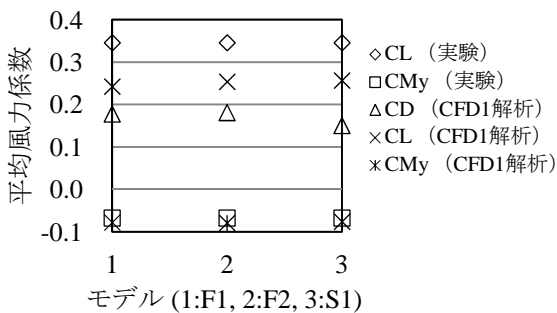 平均風力係数
0.4
0.3
0.2
0.1
0.0
-0.1
1 2 3
モデル (1:F1, 2:F2, 3:S1)
CL (実験)
CMy (実験)
CD (CFD1解析)
CL (CFD1解析)
CMy (CFD1解析)